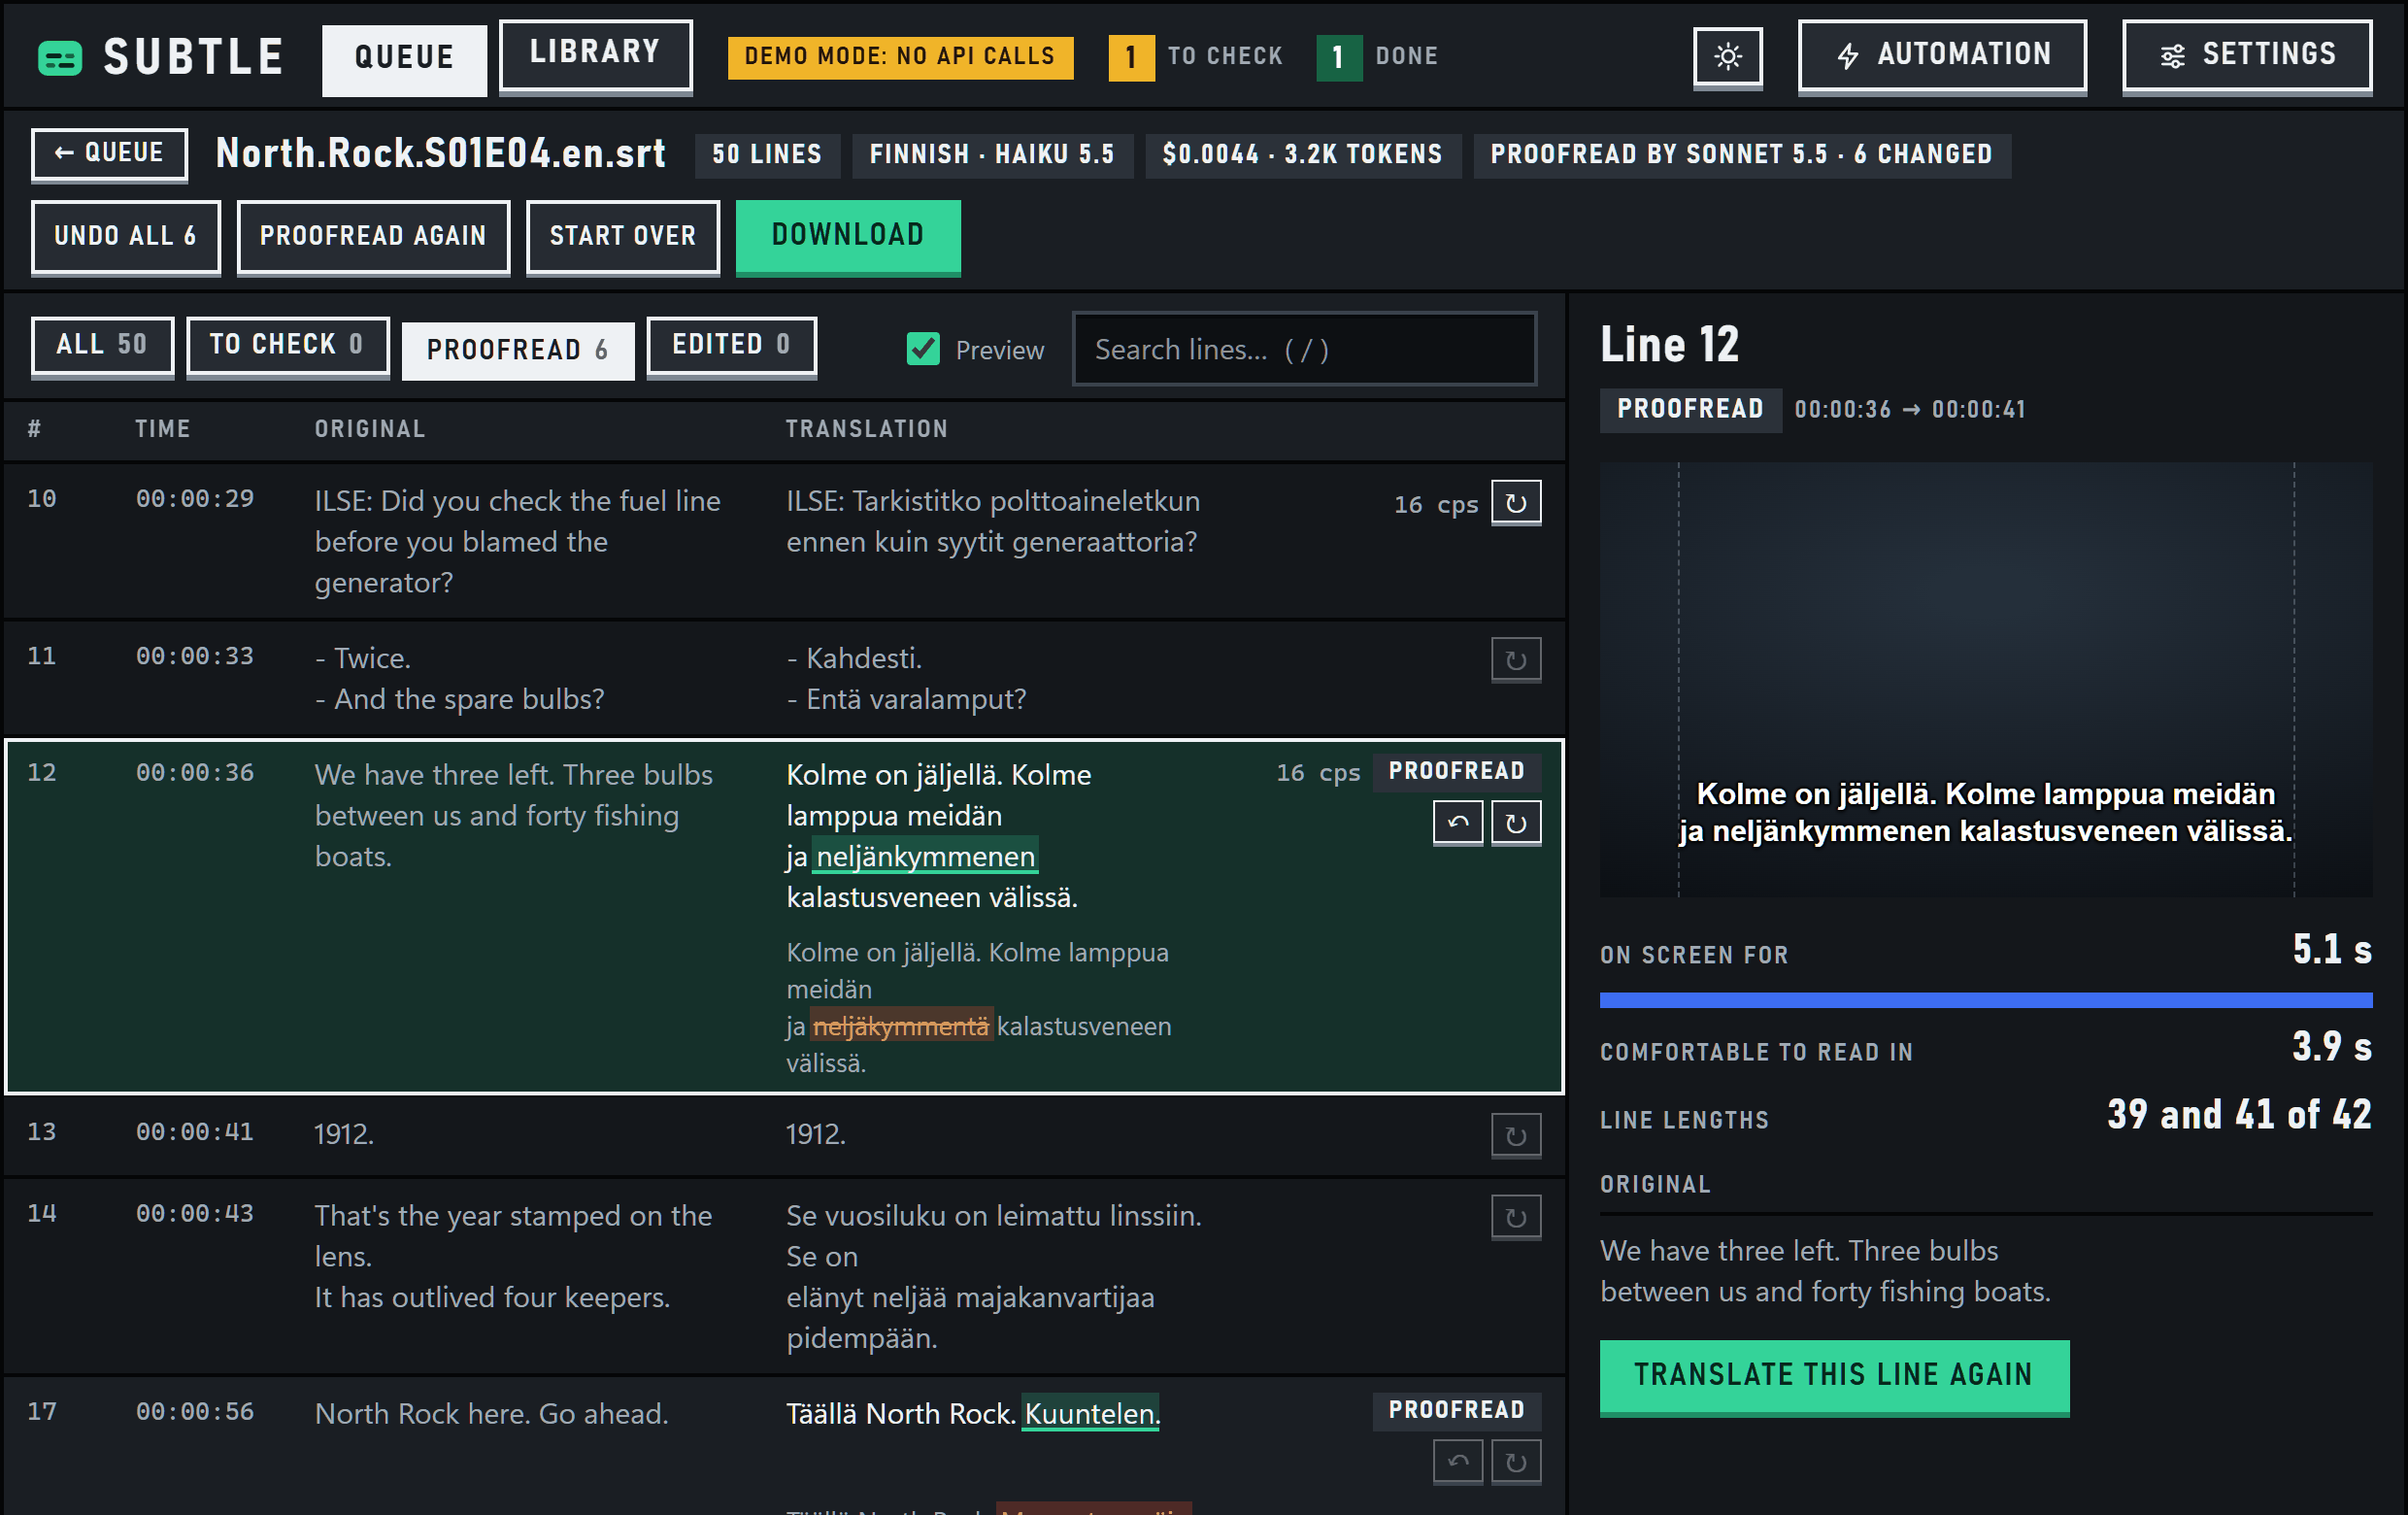 SUBTLE
QUEUE
LIBRARY
DEMO MODE: NO API CALLS
1 TO CHECK
1 DONE
AUTOMATION
SETTINGS
← QUEUE
North.Rock.S01E04.en.srt
50 LINES
FINNISH · HAIKU 5.5
$0.0044 · 3.2K TOKENS
PROOFREAD BY SONNET 5.5 · 6 CHANGED
UNDO ALL 6
PROOFREAD AGAIN
START OVER
DOWNLOAD
ALL 50
TO CHECK 0
PROOFREAD 6
EDITED 0
Preview
Search lines... (/)
# TIME ORIGINAL TRANSLATION
10 00:00:29
ILSE: Did you check the fuel line
before you blamed the
generator?
ILSE: Tarkistitko polttoaineletkun
ennen kuin syytit generaattoria?
16 cps
11 00:00:33
- Twice.
- And the spare bulbs?
- Kahdesti.
- Entä varalamput?
12 00:00:36
We have three left. Three bulbs
between us and forty fishing
boats.
Kolme on jäljellä. Kolme
lamppua meidän
ja neljänkymmenen
kalastusveneen välissä.
16 cps PROOFREAD
Kolme on jäljellä. Kolme lamppua
meidän
ja neljäkymmentä kalastusveneen
välissä.
13 00:00:41
1912.
1912.
14 00:00:43
That's the year stamped on the
lens.
It has outlived four keepers.
Se vuosiluku on leimattu linssiin.
Se on
elänyt neljää majakanvartijaa
pidempään.
17 00:00:56
North Rock here. Go ahead.
Täällä North Rock. Kuuntelen.
PROOFREAD
Line 12
PROOFREAD 00:00:36 → 00:00:41
Kolme on jäljellä. Kolme lamppua meidän
ja neljänkymmenen kalastusveneen välissä.
ON SCREEN FOR 5.1 s
COMFORTABLE TO READ IN 3.9 s
LINE LENGTHS 39 and 41 of 42
ORIGINAL
We have three left. Three bulbs
between us and forty fishing boats.
TRANSLATE THIS LINE AGAIN